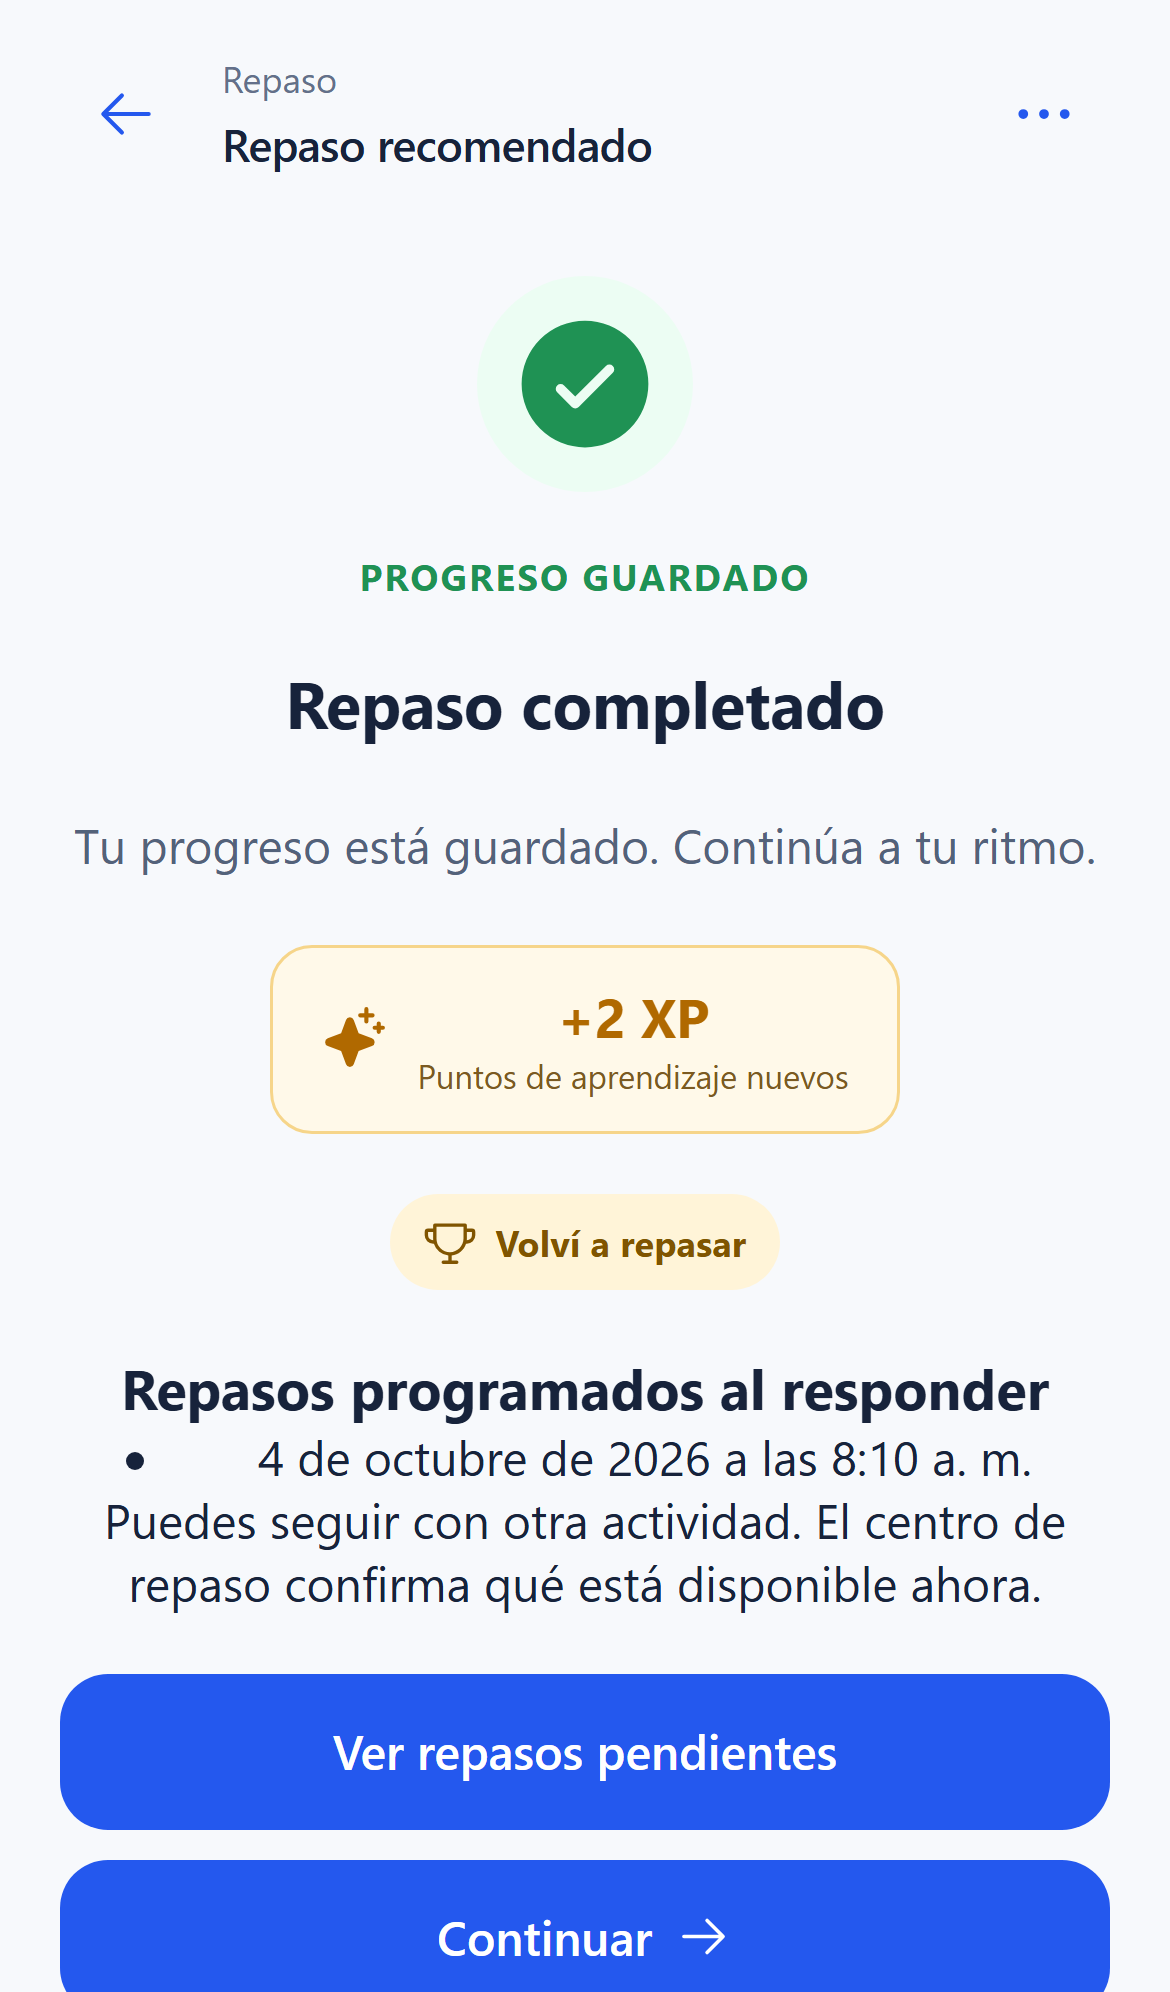 Repaso
Repaso recomendado
PROGRESO GUARDADO
Repaso completado
Tu progreso está guardado. Continúa a tu ritmo.
+2 XP
Puntos de aprendizaje nuevos
Volví a repasar
Repasos programados al responder
• 4 de octubre de 2026 a las 8:10 a. m.
Puedes seguir con otra actividad. El centro de
repaso confirma qué está disponible ahora.
Ver repasos pendientes
Continuar →